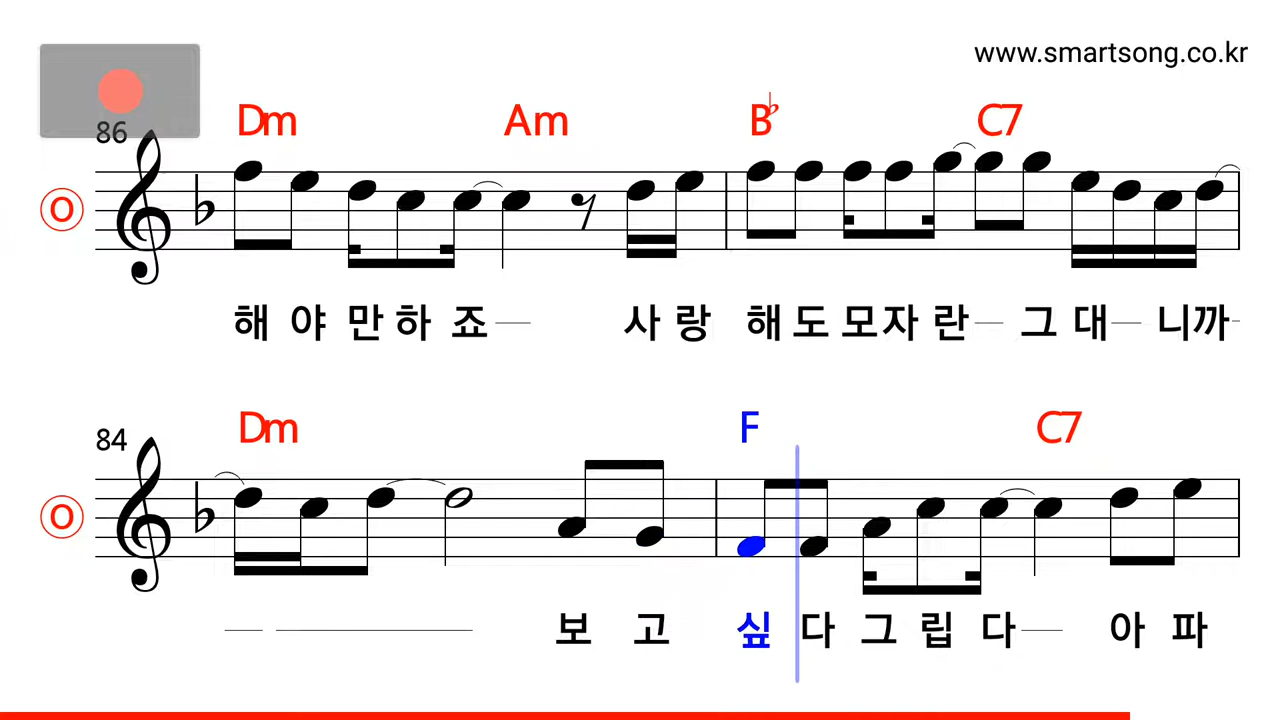 www.smartsong.co.kr
86
Dm Am B♭ C7
O
해 야 만 하 죠 사 랑 해 도 모 자 란 그 대 니 까
84
Dm F C7
O
보 고 싶 다 그 립 다 아 파